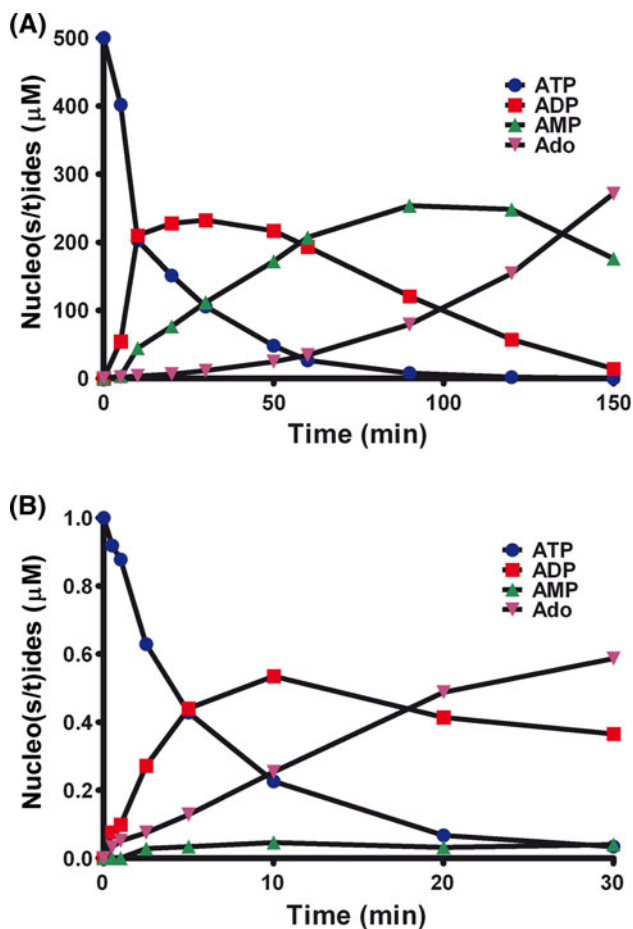 (A)
Nucleo(s/t)ides (μM)
500
400
300
200
100
0
ATP
ADP
AMP
Ado
0
50
100
150
Time (min)
(B)
Nucleo(s/t)ides (μM)
1.0
0.8
0.6
0.4
0.2
0.0
ATP
ADP
AMP
Ado
0
10
20
30
Time (min)